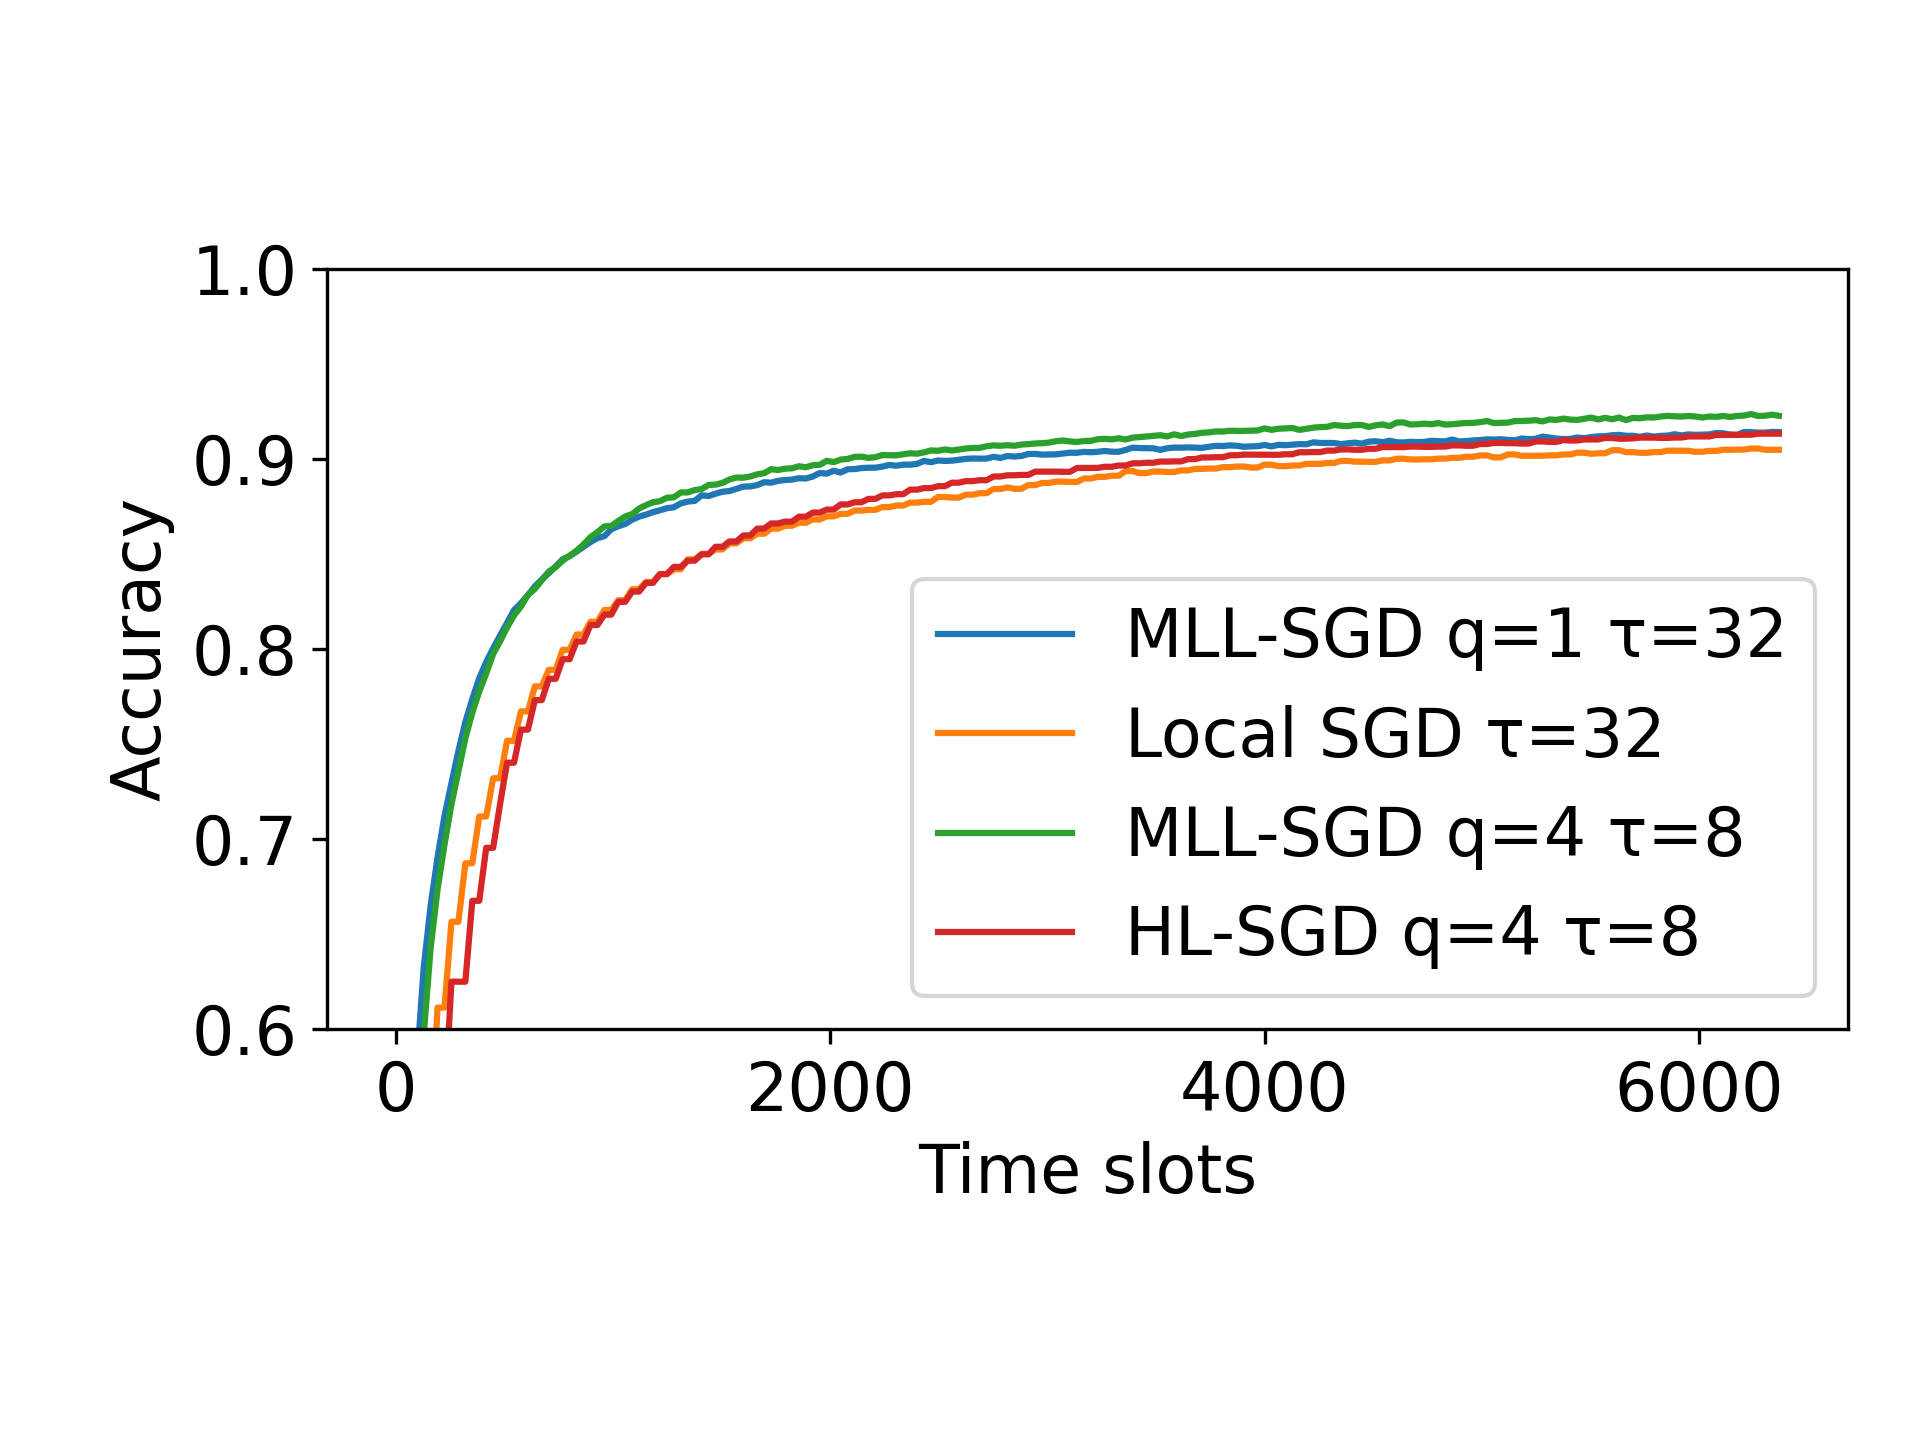 1.0
0.9
0.8
0.7
0.6
Accuracy
MLL-SGD q=1 τ=32
Local SGD τ=32
MLL-SGD q=4 τ=8
HL-SGD q=4 τ=8
0 2000 4000 6000
Time slots